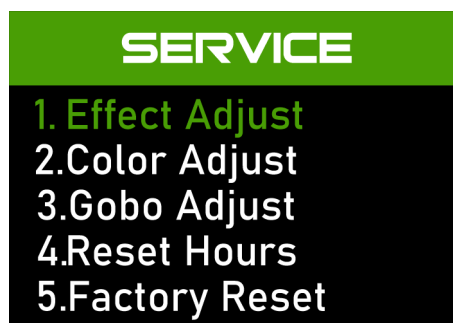 SERVICE
1. Effect Adjust
2.Color Adjust
3.Gobo Adjust
4.Reset Hours
5.Factory Reset